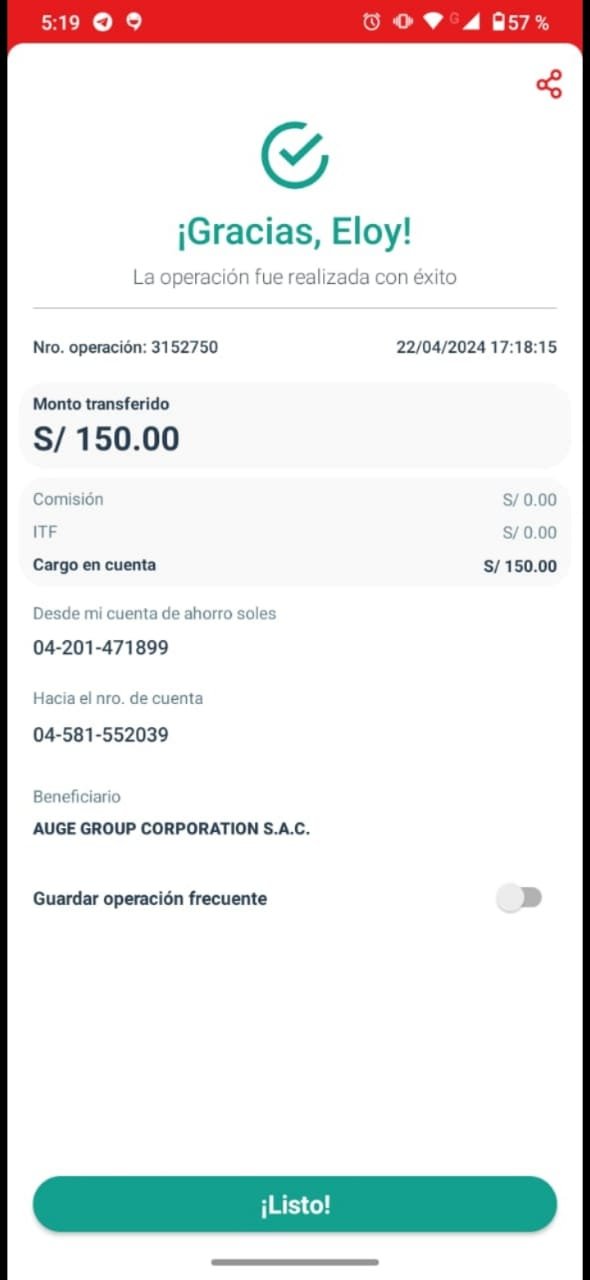 5:19 G 57 %
¡Gracias, Eloy!
La operación fue realizada con éxito
Nro. operación: 3152750 22/04/2024 17:18:15
Monto transferido
S/ 150.00
Comisión S/ 0.00
ITF S/ 0.00
Cargo en cuenta S/ 150.00
Desde mi cuenta de ahorro soles
04-201-471899
Hacia el nro. de cuenta
04-581-552039
Beneficiario
AUGE GROUP CORPORATION S.A.C.
Guardar operación frecuente
¡Listo!